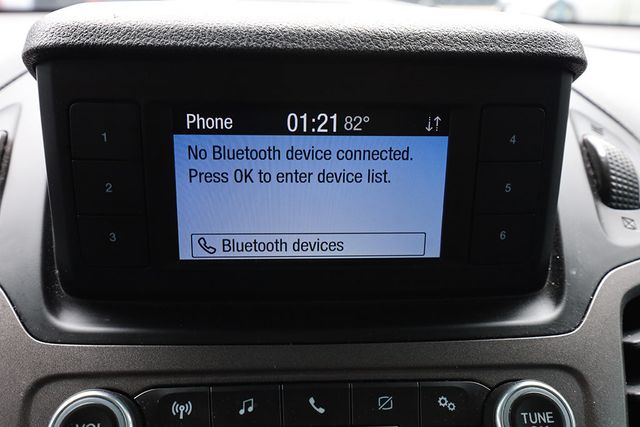 Phone 01:21 82°
No Bluetooth device connected.
Press OK to enter device list.
Bluetooth devices
1
2
3
4
5
6
VOL
TUNE